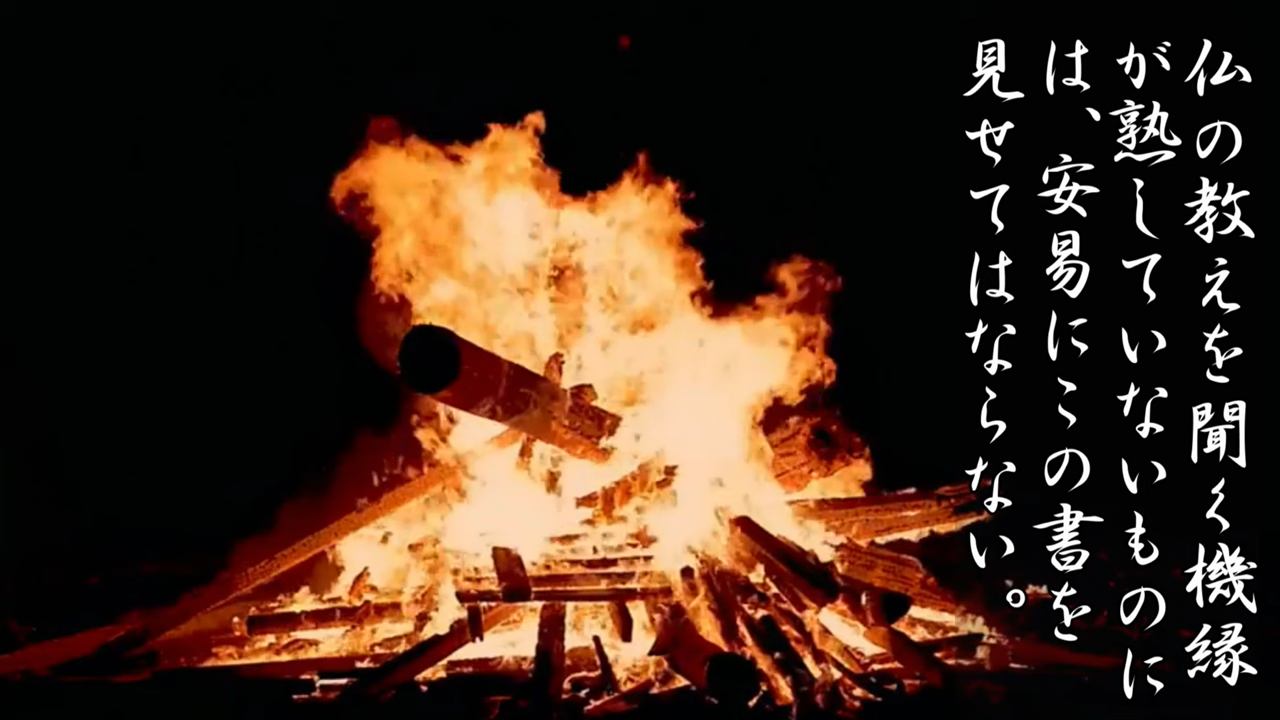 仏の教えを聞く機縁
が熟していないものに
は、安易にこの書を
見せてはならない。